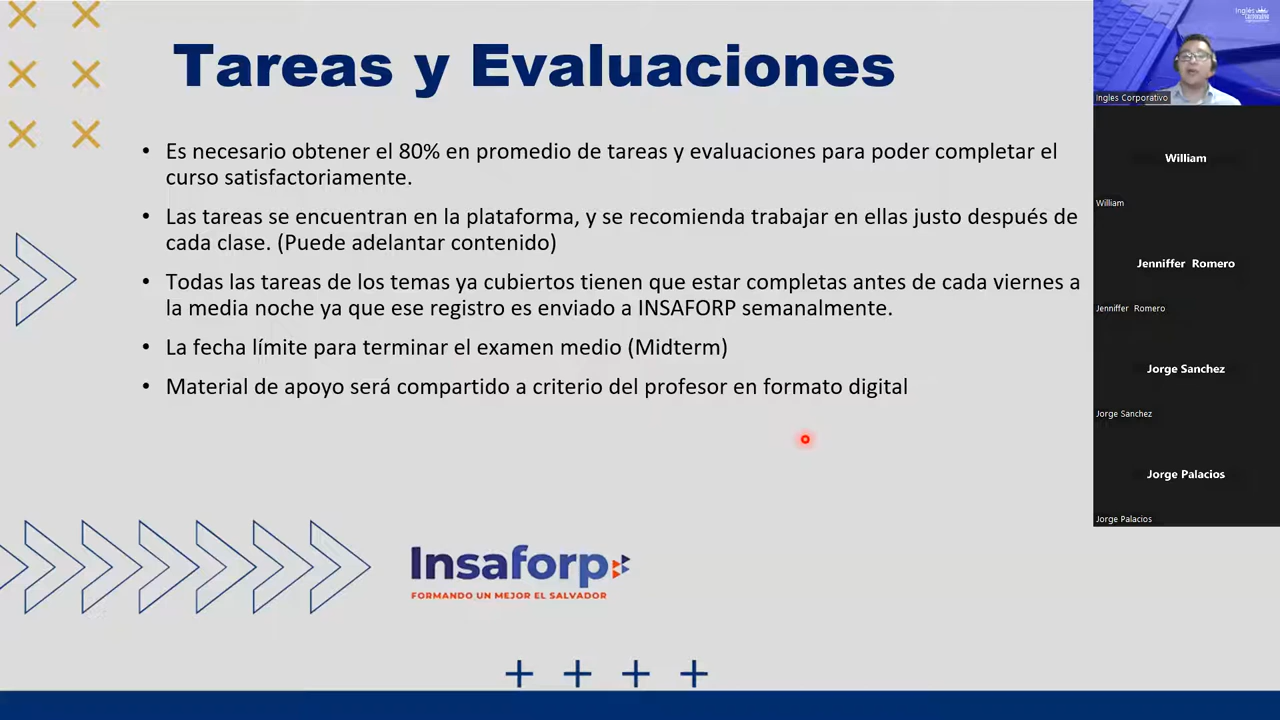 Tareas y Evaluaciones
• Es necesario obtener el 80% en promedio de tareas y evaluaciones para poder completar el
curso satisfactoriamente.
• Las tareas se encuentran en la plataforma, y se recomienda trabajar en ellas justo después de
cada clase. (Puede adelantar contenido)
• Todas las tareas de los temas ya cubiertos tienen que estar completas antes de cada viernes a
la media noche ya que ese registro es enviado a INSAFORP semanalmente.
• La fecha límite para terminar el examen medio (Midterm)
• Material de apoyo será compartido a criterio del profesor en formato digital
Insaforp
FORMANDO UN MEJOR EL SALVADOR
Inglés
Ingles Corporativo
William
William
Jenniffer Romero
Jenniffer Romero
Jorge Sanchez
Jorge Sanchez
Jorge Palacios
Jorge Palacios